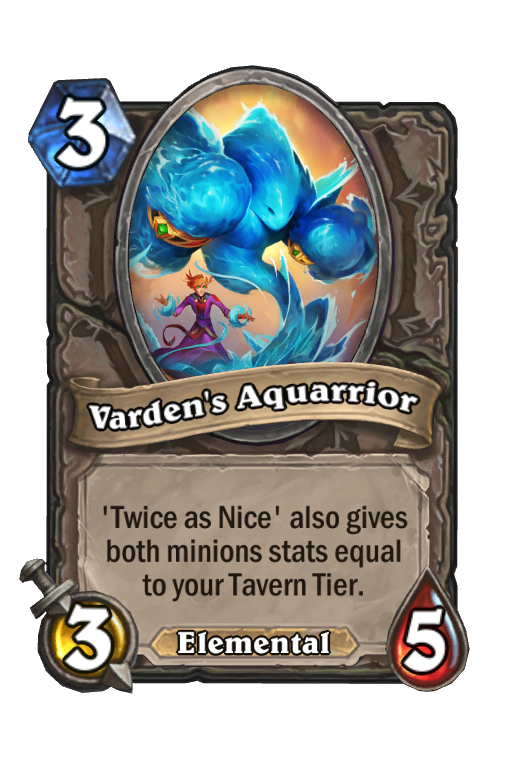 3
Varden's Aquarrior
'Twice as Nice' also gives
both minions stats equal
to your Tavern Tier.
3
Elemental
5